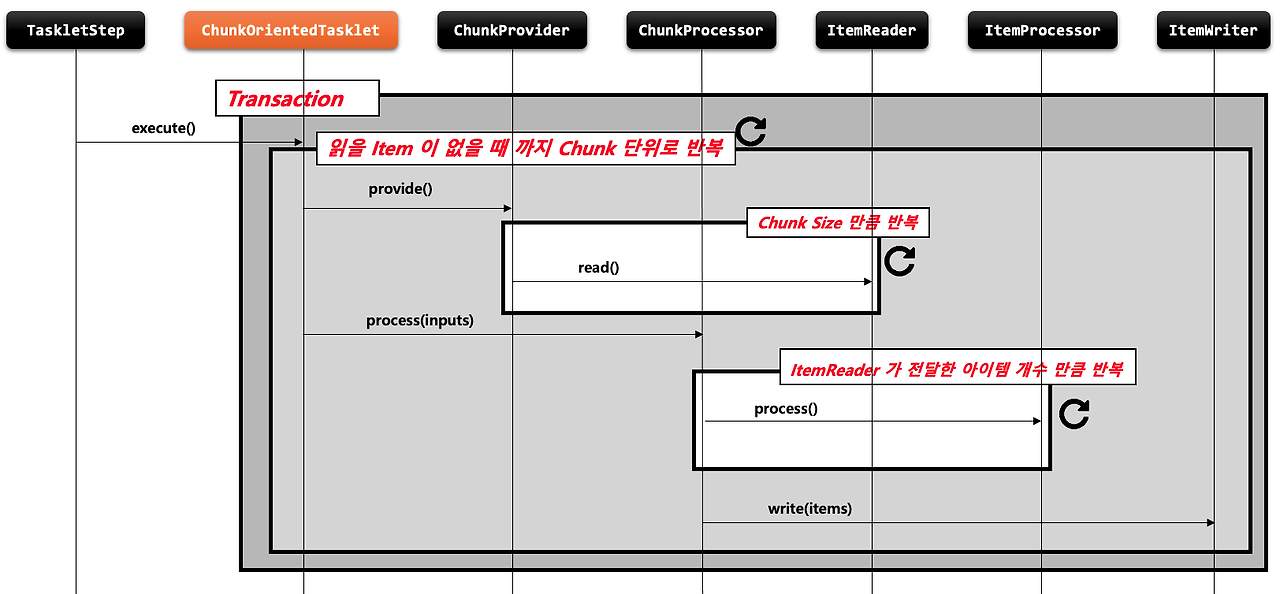 TaskletStep
ChunkOrientedTasklet
ChunkProvider
ChunkProcessor
ItemReader
ItemProcessor
ItemWriter
Transaction
execute()
읽을 Item 이 없을 때 까지 Chunk 단위로 반복
provide()
Chunk Size 만큼 반복
read()
process(inputs)
ItemReader 가 전달한 아이템 개수 만큼 반복
process()
write(items)